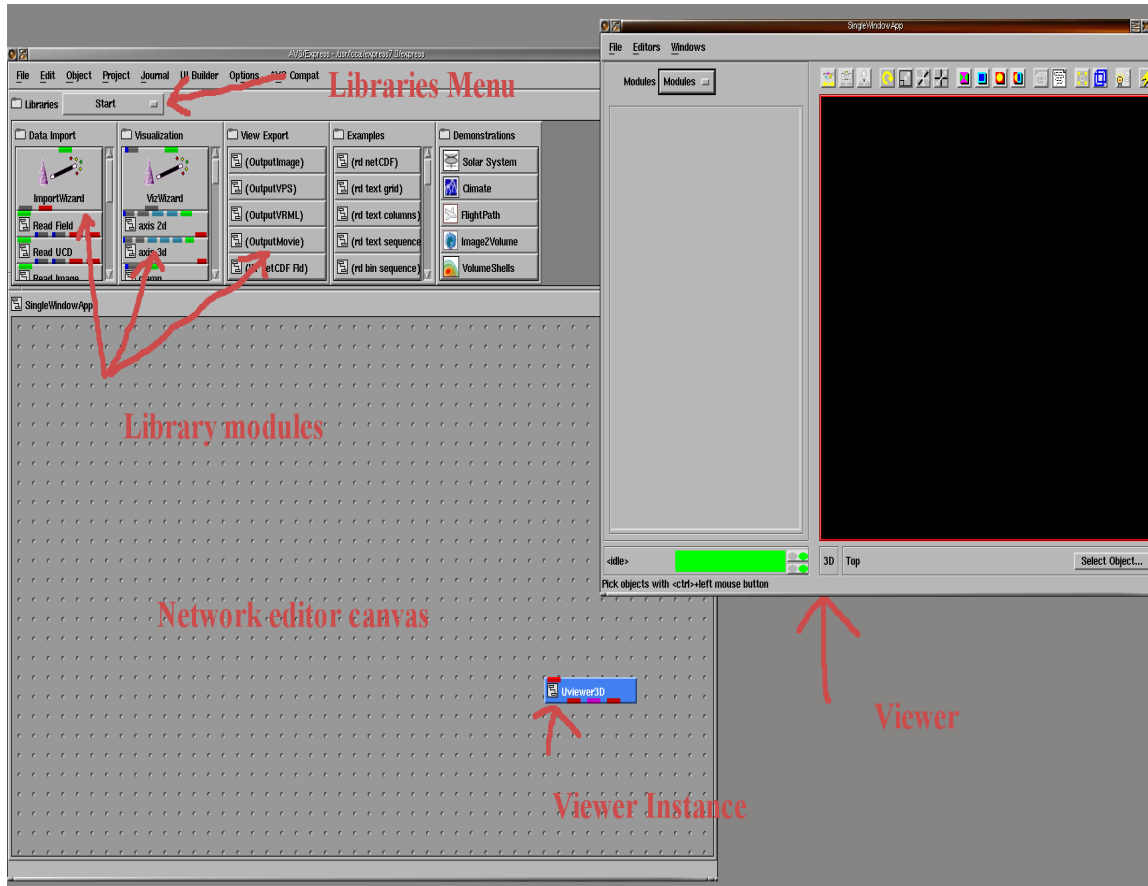 AVS/Express - /usr/local/express7.0/express
File Edit Object Project Journal UI Builder Options AVS Compat
Libraries Start
Libraries Menu
Data Import
ImportWizard
Read Field
Read UCD
Read Image
Visualization
VizWizard
axis 2d
axis 3d
View Export
(OutputImage)
(OutputVPS)
(OutputVRML)
(OutputMovie)
Examples
(rd netCDF)
(rd text grid)
(rd text columns)
(rd text sequence
(rd bin sequence)
Demonstrations
Solar System
Climate
FlightPath
Image2Volume
VolumeShells
SingleWindowApp
Library modules
Network editor canvas
Uviewer3D
Viewer Instance
SingleWindowApp
File Editors Windows
Modules Modules
<idle>
3D Top
Select Object...
Pick objects with <ctrl>+left mouse button
Viewer